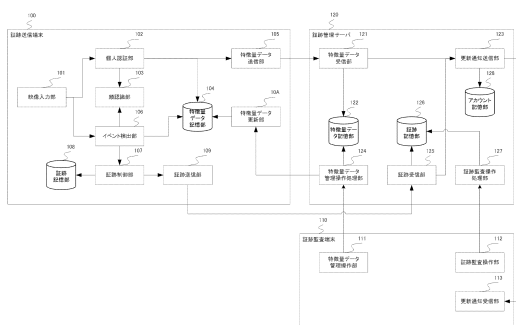 100
証跡送信端末
101
映像入力部
102
個人認証部
103
顔認識部
104
特徴量
データ
記憶部
105
特徴量データ
送信部
106
イベント検出部
107
証跡制御部
108
証跡
記憶部
109
証跡送信部
10A
特徴量
データ更新部
120
証跡管理サーバ
121
特徴量データ
受信部
122
特徴量デー
タ記憶部
123
更新通知送信部
128
アカウント
記憶部
126
証跡
記憶部
124
特徴量データ
管理操作処理部
125
証跡受信部
127
証跡監査操作
処理部
110
証跡監査端末
111
特徴量データ
管理操作部
112
証跡監査操作部
113
更新通知受信部